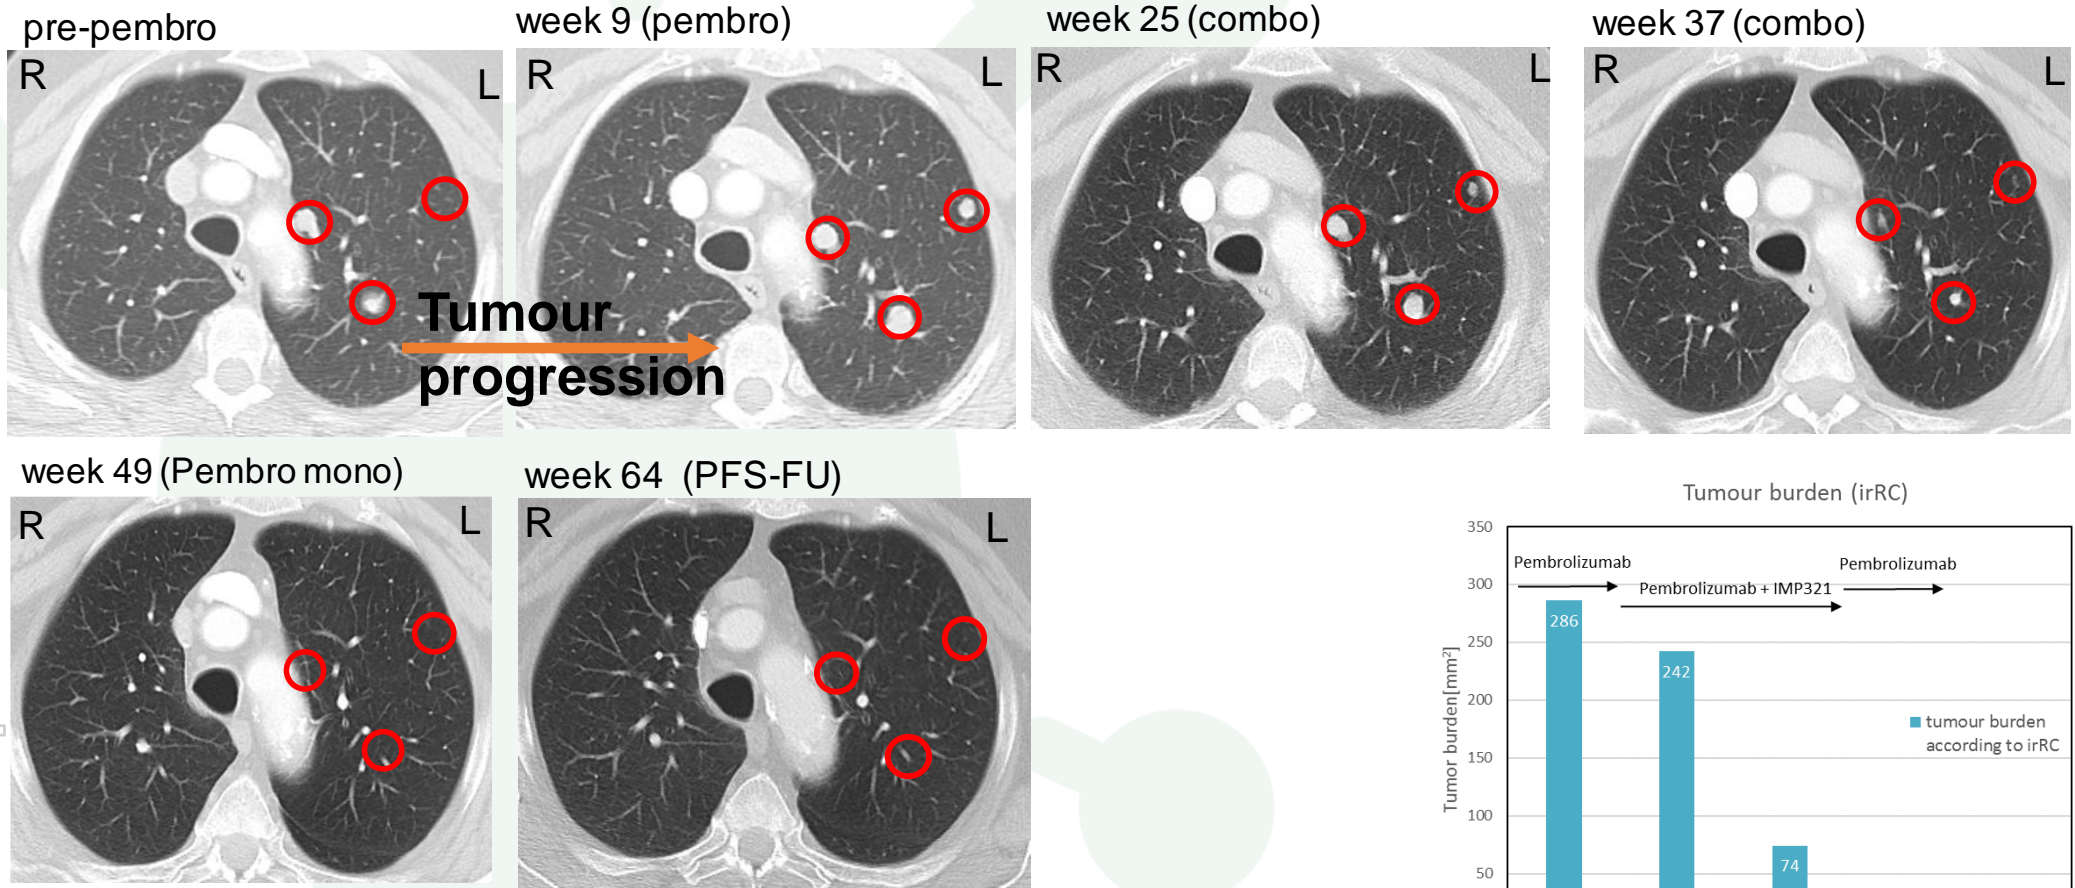 pre-pembro
week 9 (pembro)
week 25 (combo)
week 37 (combo)
R
L
R
L
R
L
R
L
Tumour
progression
week 49 (Pembro mono)
week 64 (PFS-FU)
R
L
R
L
Tumour burden (irRC)
350
300
250
200
150
100
50
Tumor burden[mm²]
Pembrolizumab
Pembrolizumab + IMP321
Pembrolizumab
286
242
74
tumour burden
according to irRC